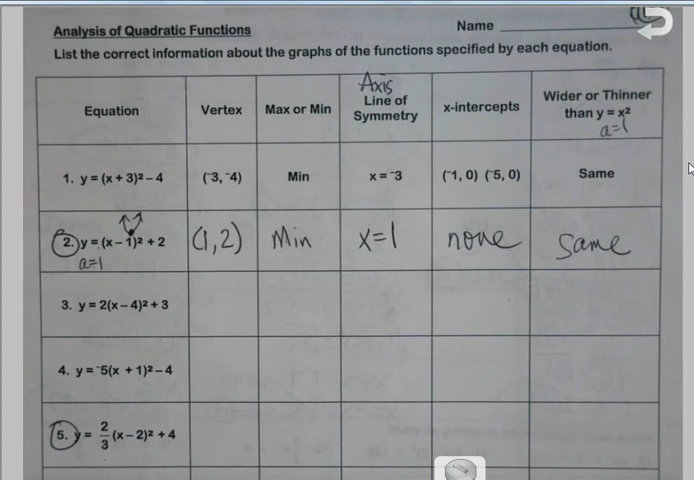 Analysis of Quadratic Functions
Name
List the correct information about the graphs of the functions specified by each equation.
Equation
Vertex
Max or Min
Axis
Line of
Symmetry
x-intercepts
Wider or Thinner
than y = x²
a=1
1. y = (x + 3)² – 4
(⁻3, ⁻4)
Min
x = ⁻3
(⁻1, 0) (⁻5, 0)
Same
2. y = (x – 1)² + 2
a=1
(1,2)
Min
x=1
none
same
3. y = 2(x – 4)² + 3
4. y = ⁻5(x + 1)² – 4
5. y = 2/3 (x – 2)² + 4